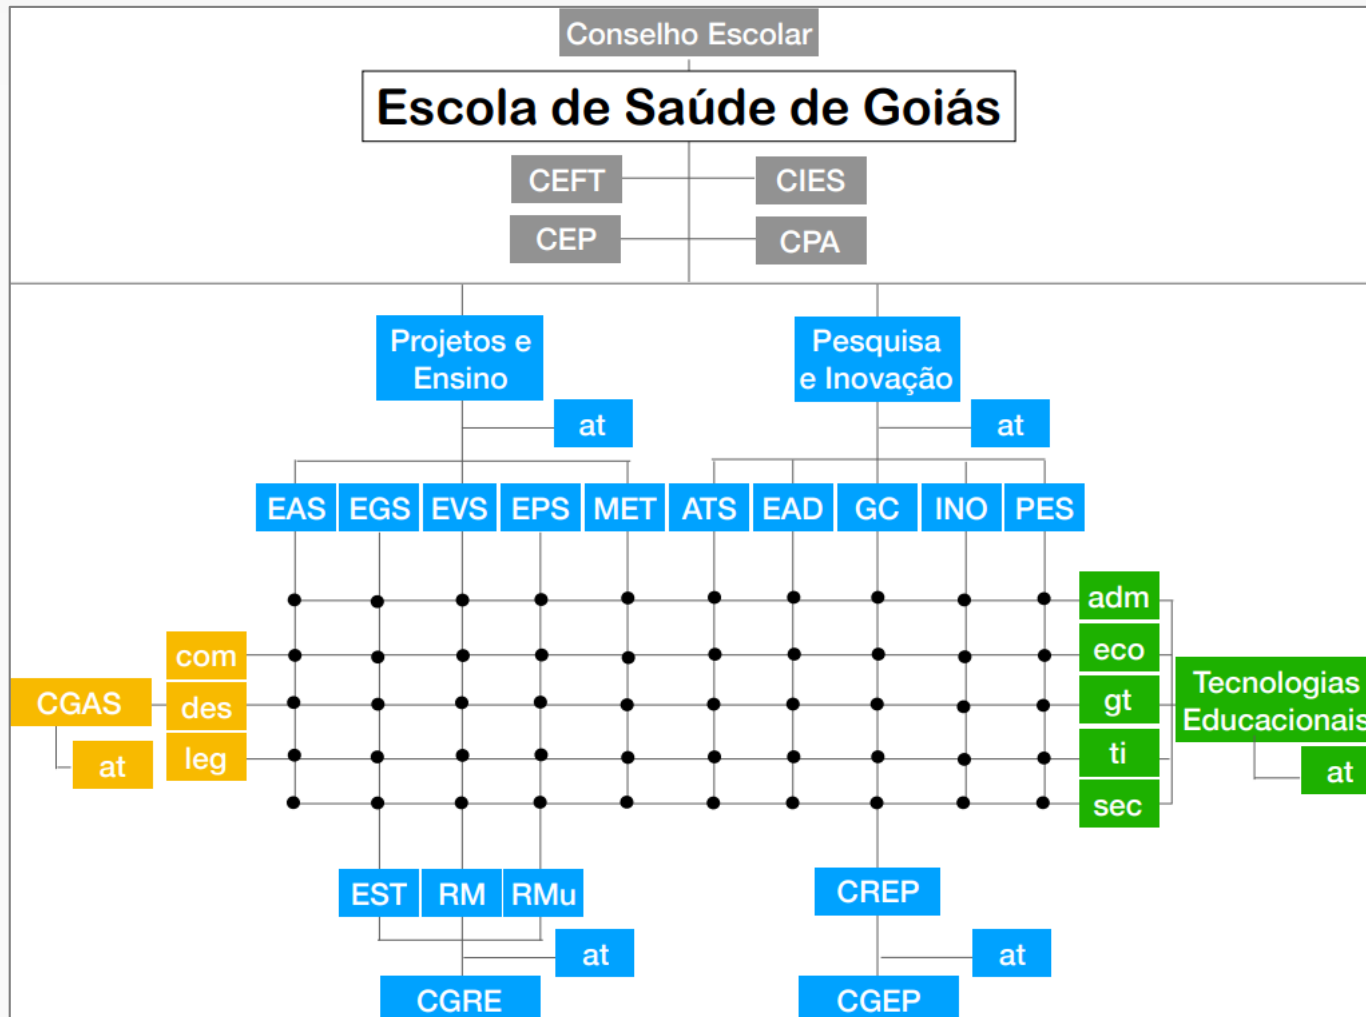 Conselho Escolar
Escola de Saúde de Goiás
CEFT
CIES
CEP
CPA
Projetos e
Ensino
Pesquisa
e Inovação
at
at
EAS
EGS
EVS
EPS
MET
ATS
EAD
GC
INO
PES
adm
eco
gt
ti
sec
com
des
leg
CGAS
at
Tecnologias
Educacionais
at
EST
RM
RMu
CREP
at
at
CGRE
CGEP